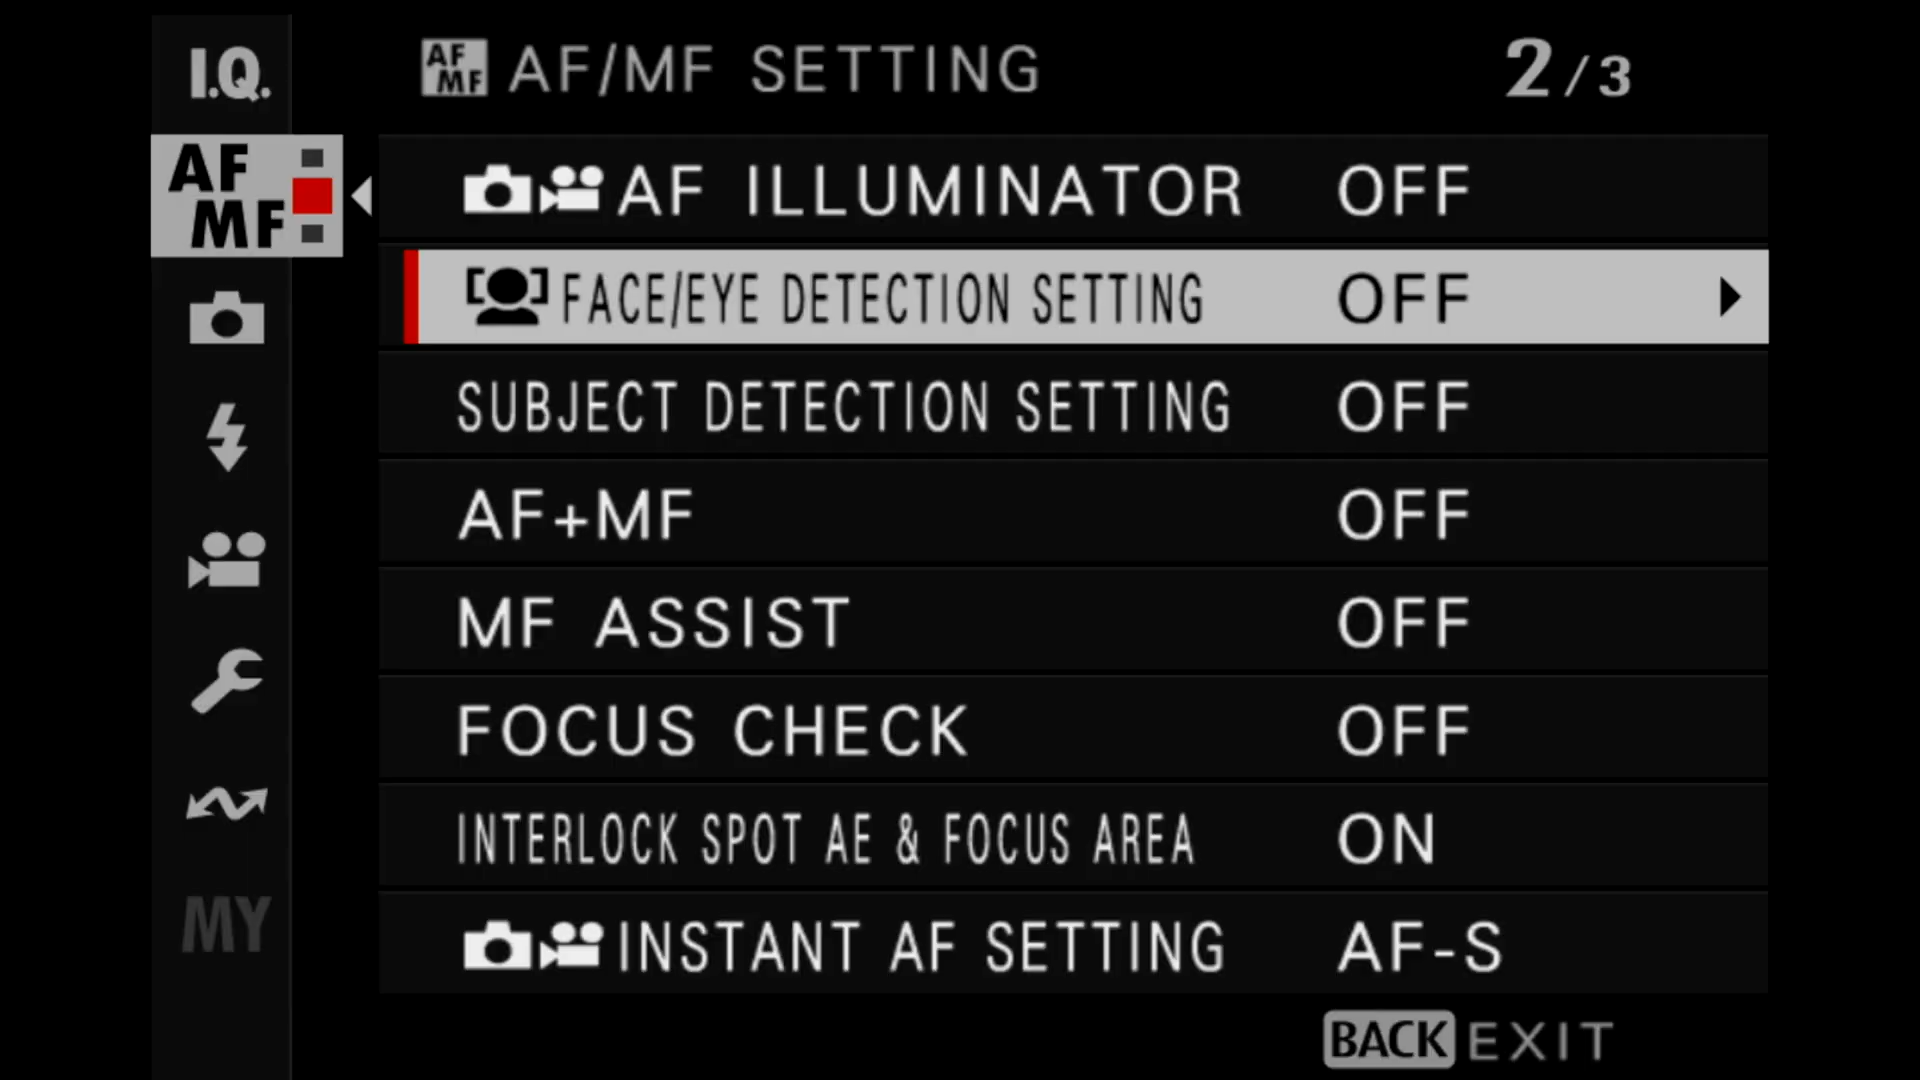 I.Q.
AF
MF
MY
AF
MF
AF/MF SETTING 2/3
AF ILLUMINATOR OFF
FACE/EYE DETECTION SETTING OFF
SUBJECT DETECTION SETTING OFF
AF+MF OFF
MF ASSIST OFF
FOCUS CHECK OFF
INTERLOCK SPOT AE & FOCUS AREA ON
INSTANT AF SETTING AF-S
BACK EXIT